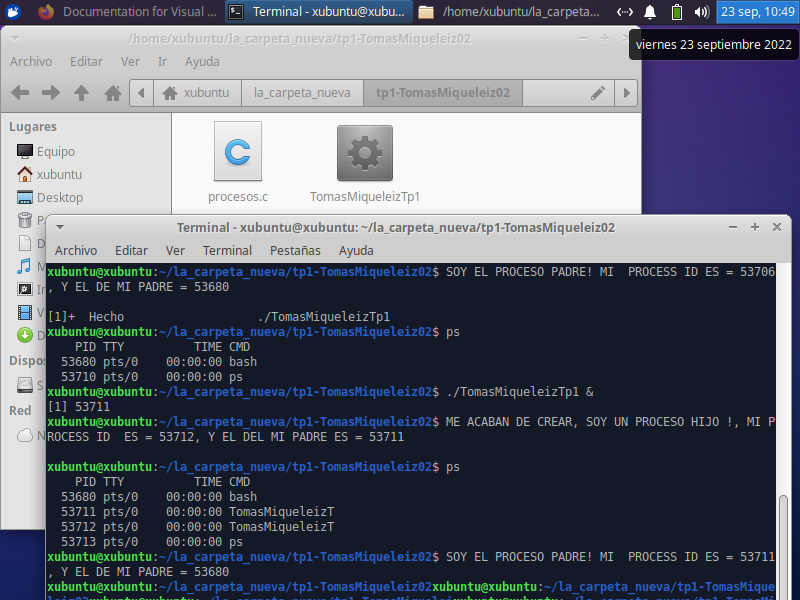 Documentation for Visual ...
Terminal - xubuntu@xubu...
/home/xubuntu/la_carpeta...
23 sep, 10:49
/home/xubuntu/la_carpeta_nueva/tp1-TomasMiqueleiz02
viernes 23 septiembre 2022
Archivo Editar Ver Ir Ayuda
xubuntu la_carpeta_nueva tp1-TomasMiqueleiz02
Lugares
Equipo
xubuntu
Desktop
procesos.c
TomasMiqueleizTp1
Dispos
Red
Terminal - xubuntu@xubuntu: ~/la_carpeta_nueva/tp1-TomasMiqueleiz02
Archivo Editar Ver Terminal Pestañas Ayuda
xubuntu@xubuntu:~/la_carpeta_nueva/tp1-TomasMiqueleiz02$ SOY EL PROCESO PADRE! MI  PROCESS ID ES = 53706
, Y EL DE MI PADRE = 53680
[1]+  Hecho                   ./TomasMiqueleizTp1
xubuntu@xubuntu:~/la_carpeta_nueva/tp1-TomasMiqueleiz02$ ps
    PID TTY          TIME CMD
  53680 pts/0    00:00:00 bash
  53710 pts/0    00:00:00 ps
xubuntu@xubuntu:~/la_carpeta_nueva/tp1-TomasMiqueleiz02$ ./TomasMiqueleizTp1 &
[1] 53711
xubuntu@xubuntu:~/la_carpeta_nueva/tp1-TomasMiqueleiz02$ ME ACABAN DE CREAR, SOY UN PROCESO HIJO !, MI P
ROCESS ID  ES = 53712, Y EL DEL MI PADRE ES = 53711
xubuntu@xubuntu:~/la_carpeta_nueva/tp1-TomasMiqueleiz02$ ps
    PID TTY          TIME CMD
  53680 pts/0    00:00:00 bash
  53711 pts/0    00:00:00 TomasMiqueleizT
  53712 pts/0    00:00:00 TomasMiqueleizT
  53713 pts/0    00:00:00 ps
xubuntu@xubuntu:~/la_carpeta_nueva/tp1-TomasMiqueleiz02$ SOY EL PROCESO PADRE! MI  PROCESS ID ES = 53711
, Y EL DE MI PADRE = 53680
xubuntu@xubuntu:~/la_carpeta_nueva/tp1-TomasMiqueleiz02xubuntu@xubuntu:~/la_carpeta_nueva/tp1-TomasMique